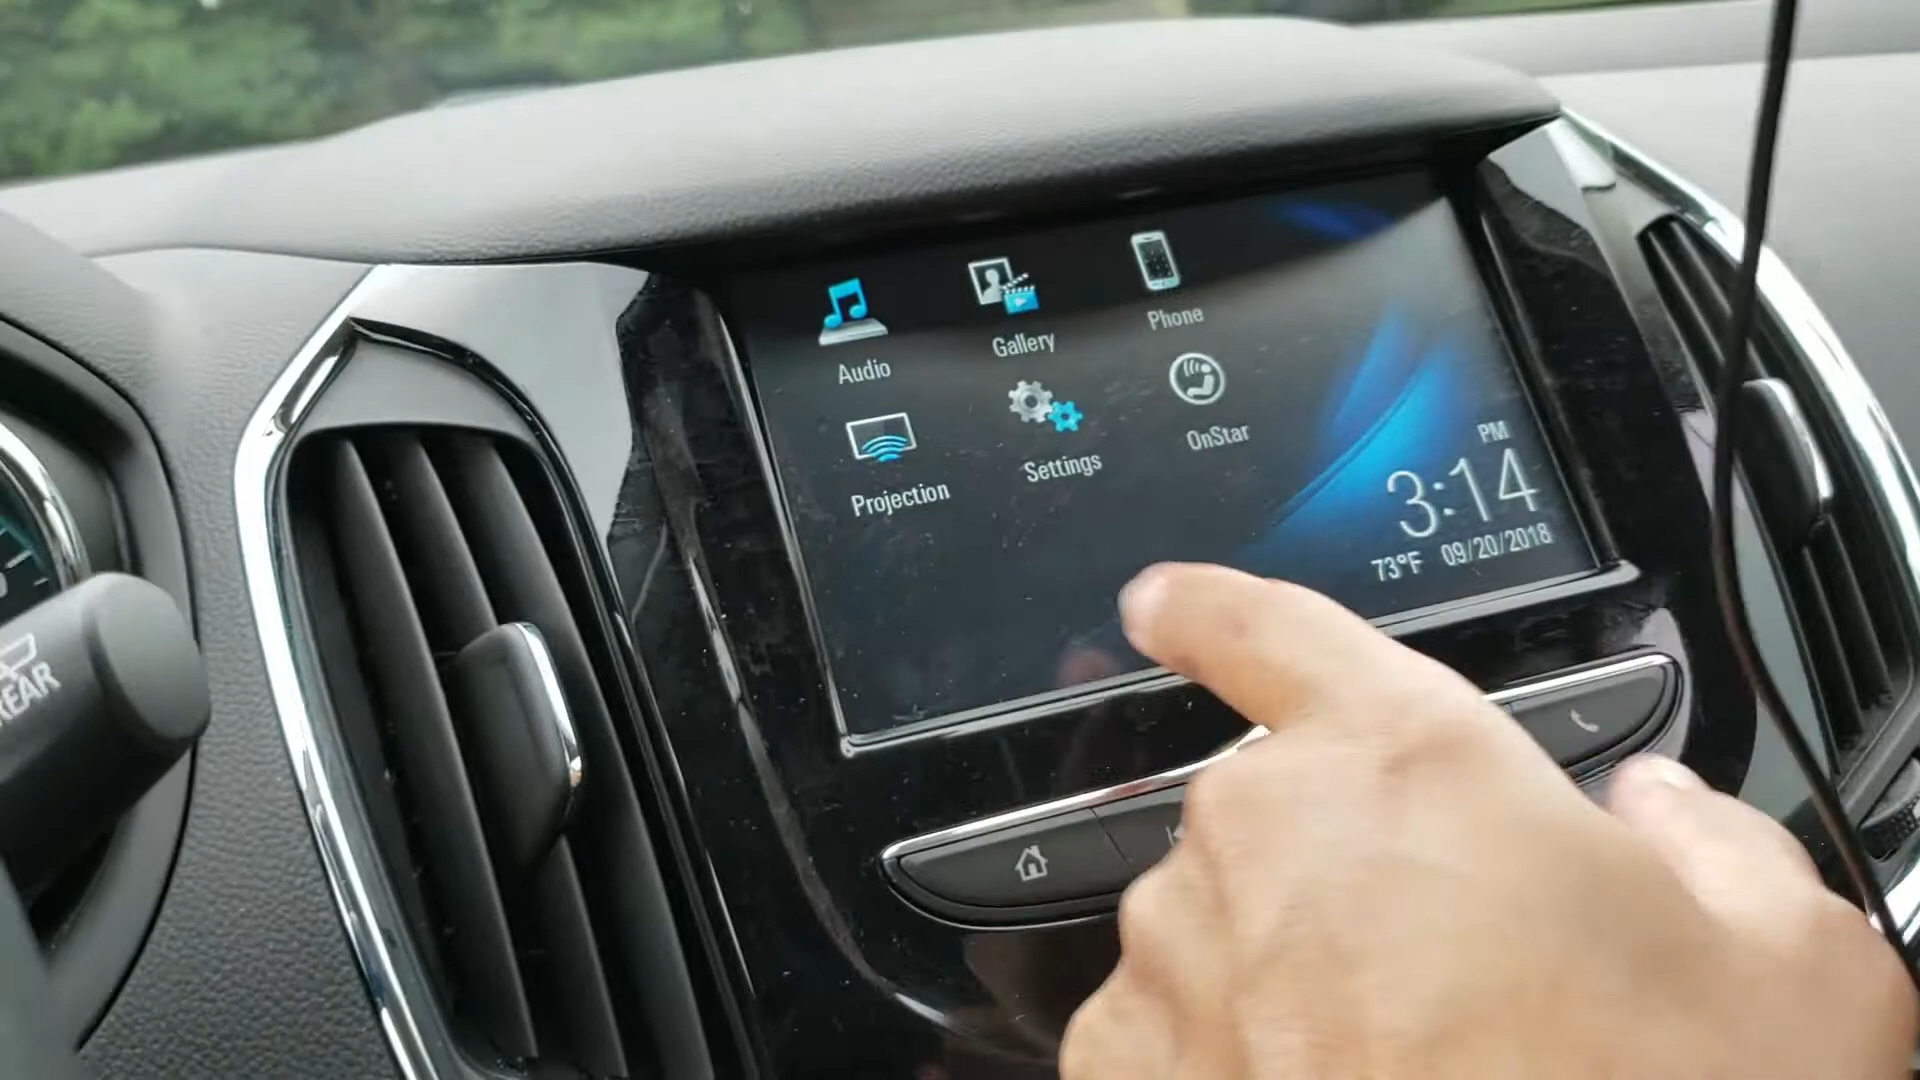 Audio
Gallery
Phone
Projection
Settings
OnStar
PM
3:14
73°F 09/20/2018
REAR